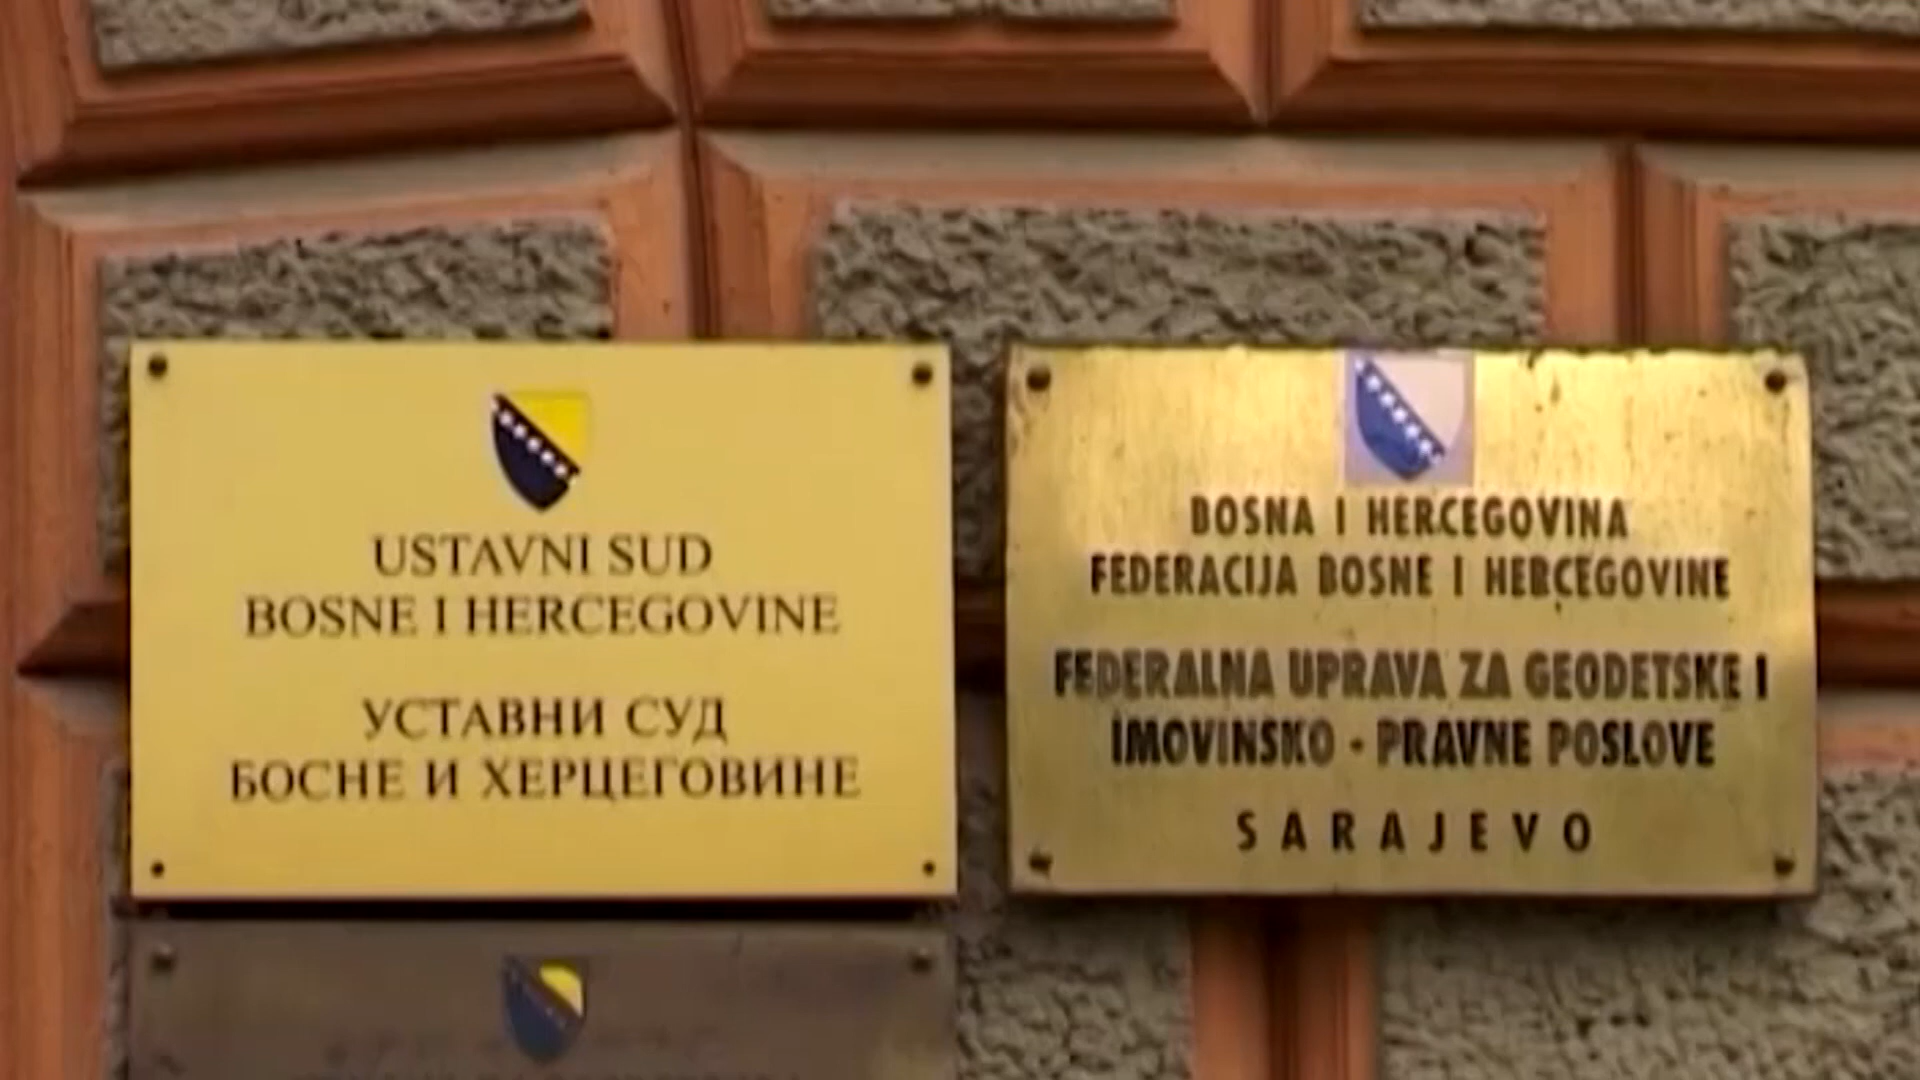 USTAVNI SUD
BOSNE I HERCEGOVINE
УСТАВНИ СУД
БОСНЕ И ХЕРЦЕГОВИНЕ
BOSNA I HERCEGOVINA
FEDERACIJA BOSNE I HERCEGOVINE
FEDERALNA UPRAVA ZA GEODETSKE I
IMOVINSKO - PRAVNE POSLOVE
SARAJEVO